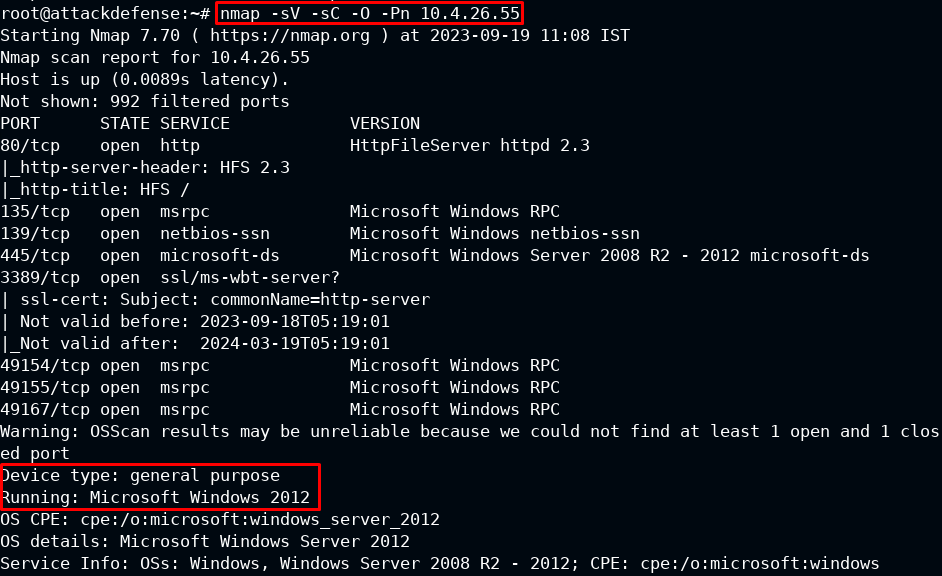 root@attackdefense:~# nmap -sV -sC -O -Pn 10.4.26.55
Starting Nmap 7.70 ( https://nmap.org ) at 2023-09-19 11:08 IST
Nmap scan report for 10.4.26.55
Host is up (0.0089s latency).
Not shown: 992 filtered ports
PORT      STATE SERVICE            VERSION
80/tcp    open  http               HttpFileServer httpd 2.3
|_http-server-header: HFS 2.3
|_http-title: HFS /
135/tcp   open  msrpc              Microsoft Windows RPC
139/tcp   open  netbios-ssn        Microsoft Windows netbios-ssn
445/tcp   open  microsoft-ds       Microsoft Windows Server 2008 R2 - 2012 microsoft-ds
3389/tcp  open  ssl/ms-wbt-server?
| ssl-cert: Subject: commonName=http-server
| Not valid before: 2023-09-18T05:19:01
|_Not valid after:  2024-03-19T05:19:01
49154/tcp open  msrpc              Microsoft Windows RPC
49155/tcp open  msrpc              Microsoft Windows RPC
49167/tcp open  msrpc              Microsoft Windows RPC
Warning: OSScan results may be unreliable because we could not find at least 1 open and 1 clos
ed port
Device type: general purpose
Running: Microsoft Windows 2012
OS CPE: cpe:/o:microsoft:windows_server_2012
OS details: Microsoft Windows Server 2012
Service Info: OSs: Windows, Windows Server 2008 R2 - 2012; CPE: cpe:/o:microsoft:windows